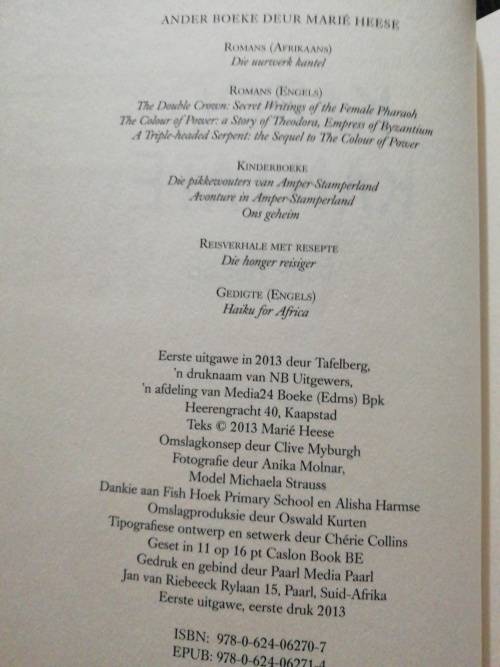 ANDER BOEKE DEUR MARIÉ HEESE
ROMANS (AFRIKAANS)
Die uurwerk kantel
ROMANS (ENGELS)
The Double Crown: Secret Writings of the Female Pharaoh
The Colour of Power: a Story of Theodora, Empress of Byzantium
A Triple-headed Serpent: the Sequel to The Colour of Power
KINDERBOEKE
Die pikkewouters van Amper-Stamperland
Avonture in Amper-Stamperland
Ons geheim
REISVERHALE MET RESEPTE
Die honger reisiger
GEDIGTE (ENGELS)
Haiku for Africa
Eerste uitgawe in 2013 deur Tafelberg,
'n druknaam van NB Uitgewers,
'n afdeling van Media24 Boeke (Edms) Bpk
Heerengracht 40, Kaapstad
Teks © 2013 Marié Heese
Omslagkonsep deur Clive Myburgh
Fotografie deur Anika Molnar,
Model Michaela Strauss
Dankie aan Fish Hoek Primary School en Alisha Harmse
Omslagproduksie deur Oswald Kurten
Tipografiese ontwerp en setwerk deur Chérie Collins
Geset in 11 op 16 pt Caslon Book BE
Gedruk en gebind deur Paarl Media Paarl
Jan van Riebeeck Rylaan 15, Paarl, Suid-Afrika
Eerste uitgawe, eerste druk 2013
ISBN: 978-0-624-06270-7
EPUB: 978-0-624-06271-4